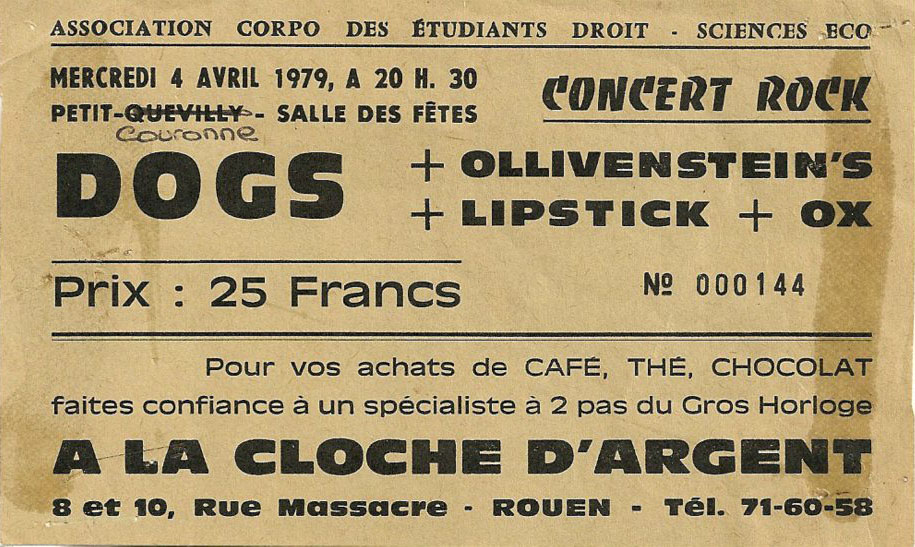 ASSOCIATION CORPO DES ÉTUDIANTS DROIT - SCIENCES ECO
MERCREDI 4 AVRIL 1979, A 20 H. 30
CONCERT ROCK
PETIT-QUEVILLY - SALLE DES FÊTES
Couronne
DOGS
+ OLLIVENSTEIN'S
+ LIPSTICK + OX
Prix : 25 Francs
Nº 000144
Pour vos achats de CAFÉ, THÉ, CHOCOLAT
faites confiance à un spécialiste à 2 pas du Gros Horloge
A LA CLOCHE D'ARGENT
8 et 10, Rue Massacre - ROUEN - Tél. 71-60-58